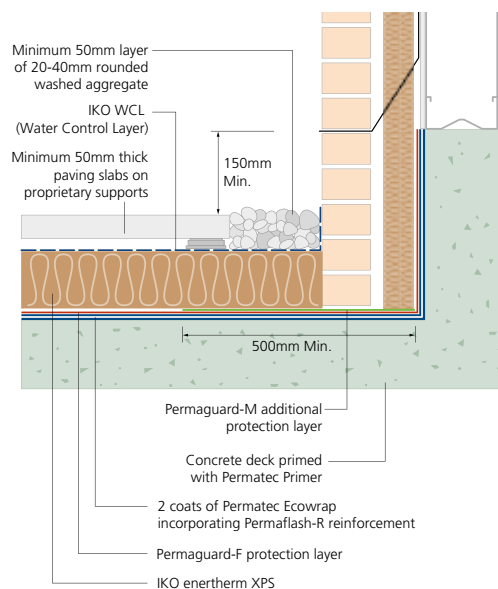 Minimum 50mm layer
of 20-40mm rounded
washed aggregate
IKO WCL
(Water Control Layer)
Minimum 50mm thick
paving slabs on
proprietary supports
150mm
Min.
500mm Min.
Permaguard-M additional
protection layer
Concrete deck primed
with Permatec Primer
2 coats of Permatec Ecowrap
incorporating Permaflash-R reinforcement
Permaguard-F protection layer
IKO enertherm XPS